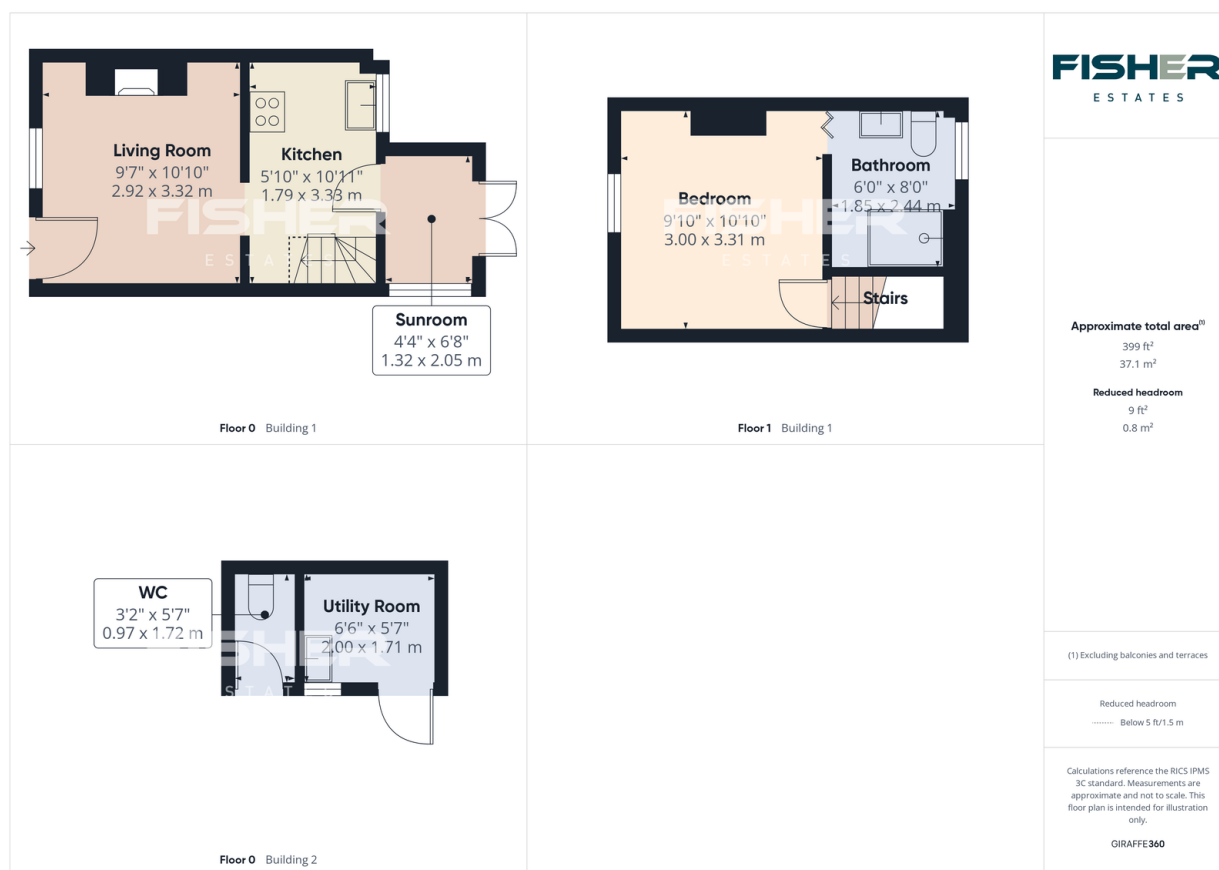 Living Room
9'7" x 10'10"
2.92 x 3.32 m
Kitchen
5'10" x 10'11"
1.79 x 3.33 m
Sunroom
4'4" x 6'8"
1.32 x 2.05 m
FISHER
ESTATES
Floor 0 Building 1
Bedroom
9'10" x 10'10"
3.00 x 3.31 m
Bathroom
6'0" x 8'0"
1.85 x 2.44 m
Stairs
FISHER
ESTATES
Floor 1 Building 1
WC
3'2" x 5'7"
0.97 x 1.72 m
Utility Room
6'6" x 5'7"
2.00 x 1.71 m
FISHER
ESTATES
Floor 0 Building 2
FISHER
ESTATES
Approximate total area(1)
399 ft²
37.1 m²
Reduced headroom
9 ft²
0.8 m²
(1) Excluding balconies and terraces
Reduced headroom
Below 5 ft/1.5 m
Calculations reference the RICS IPMS
3C standard. Measurements are
approximate and not to scale. This
floor plan is intended for illustration
only.
GIRAFFE360